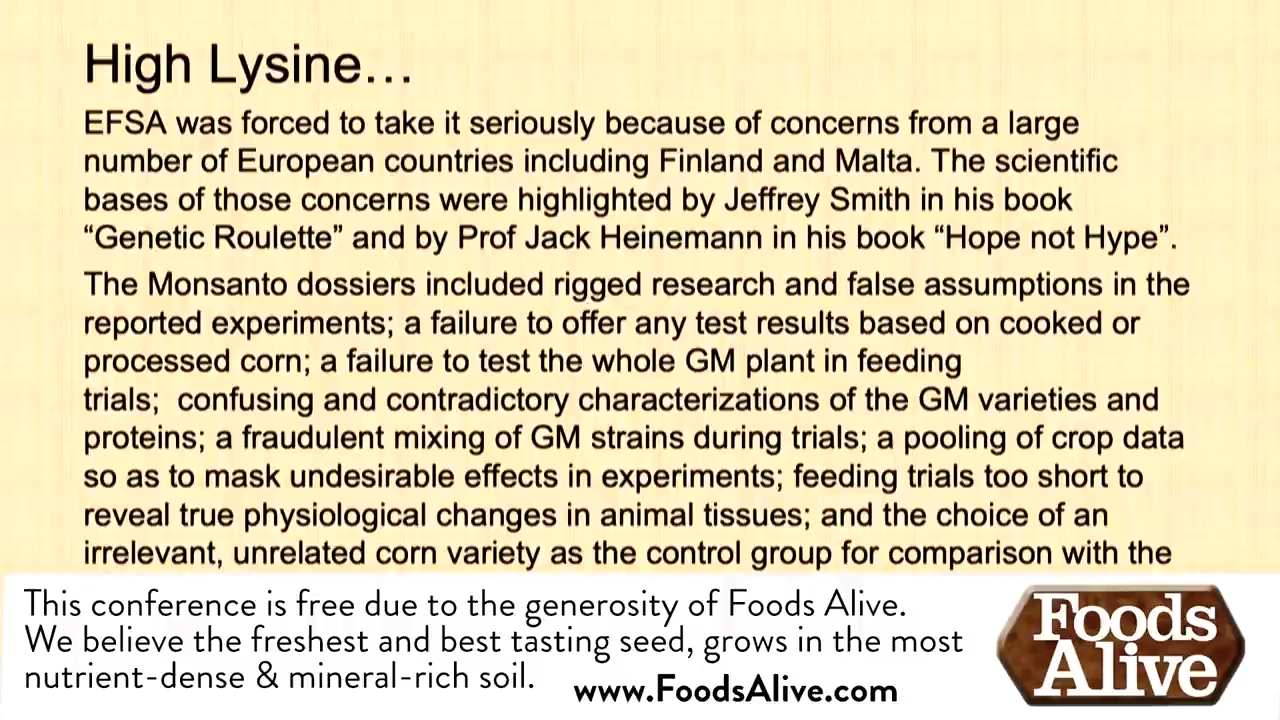 High Lysine…
EFSA was forced to take it seriously because of concerns from a large
number of European countries including Finland and Malta. The scientific
bases of those concerns were highlighted by Jeffrey Smith in his book
“Genetic Roulette” and by Prof Jack Heinemann in his book “Hope not Hype”.
The Monsanto dossiers included rigged research and false assumptions in the
reported experiments; a failure to offer any test results based on cooked or
processed corn; a failure to test the whole GM plant in feeding
trials;  confusing and contradictory characterizations of the GM varieties and
proteins; a fraudulent mixing of GM strains during trials; a pooling of crop data
so as to mask undesirable effects in experiments; feeding trials too short to
reveal true physiological changes in animal tissues; and the choice of an
irrelevant, unrelated corn variety as the control group for comparison with the
This conference is free due to the generosity of Foods Alive.
We believe the freshest and best tasting seed, grows in the most
nutrient-dense & mineral-rich soil.
www.FoodsAlive.com
Foods
Alive